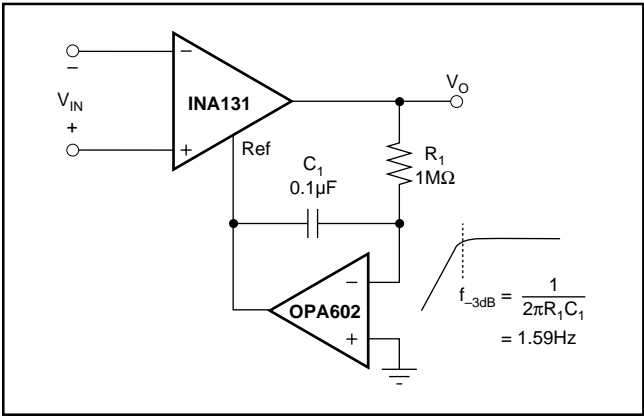 −
V_IN
+
−
INA131
+
Ref
V_O
C_1
0.1µF
R_1
1MΩ
−
OPA602
+
f_−3dB = 1 / 2πR_1C_1
= 1.59Hz